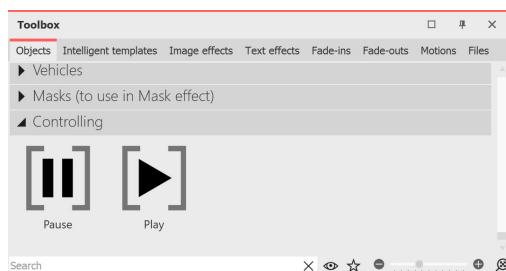 Toolbox
Objects Intelligent templates Image effects Text effects Fade-ins Fade-outs Motions Files
Vehicles
Masks (to use in Mask effect)
Controlling
Pause Play
Search